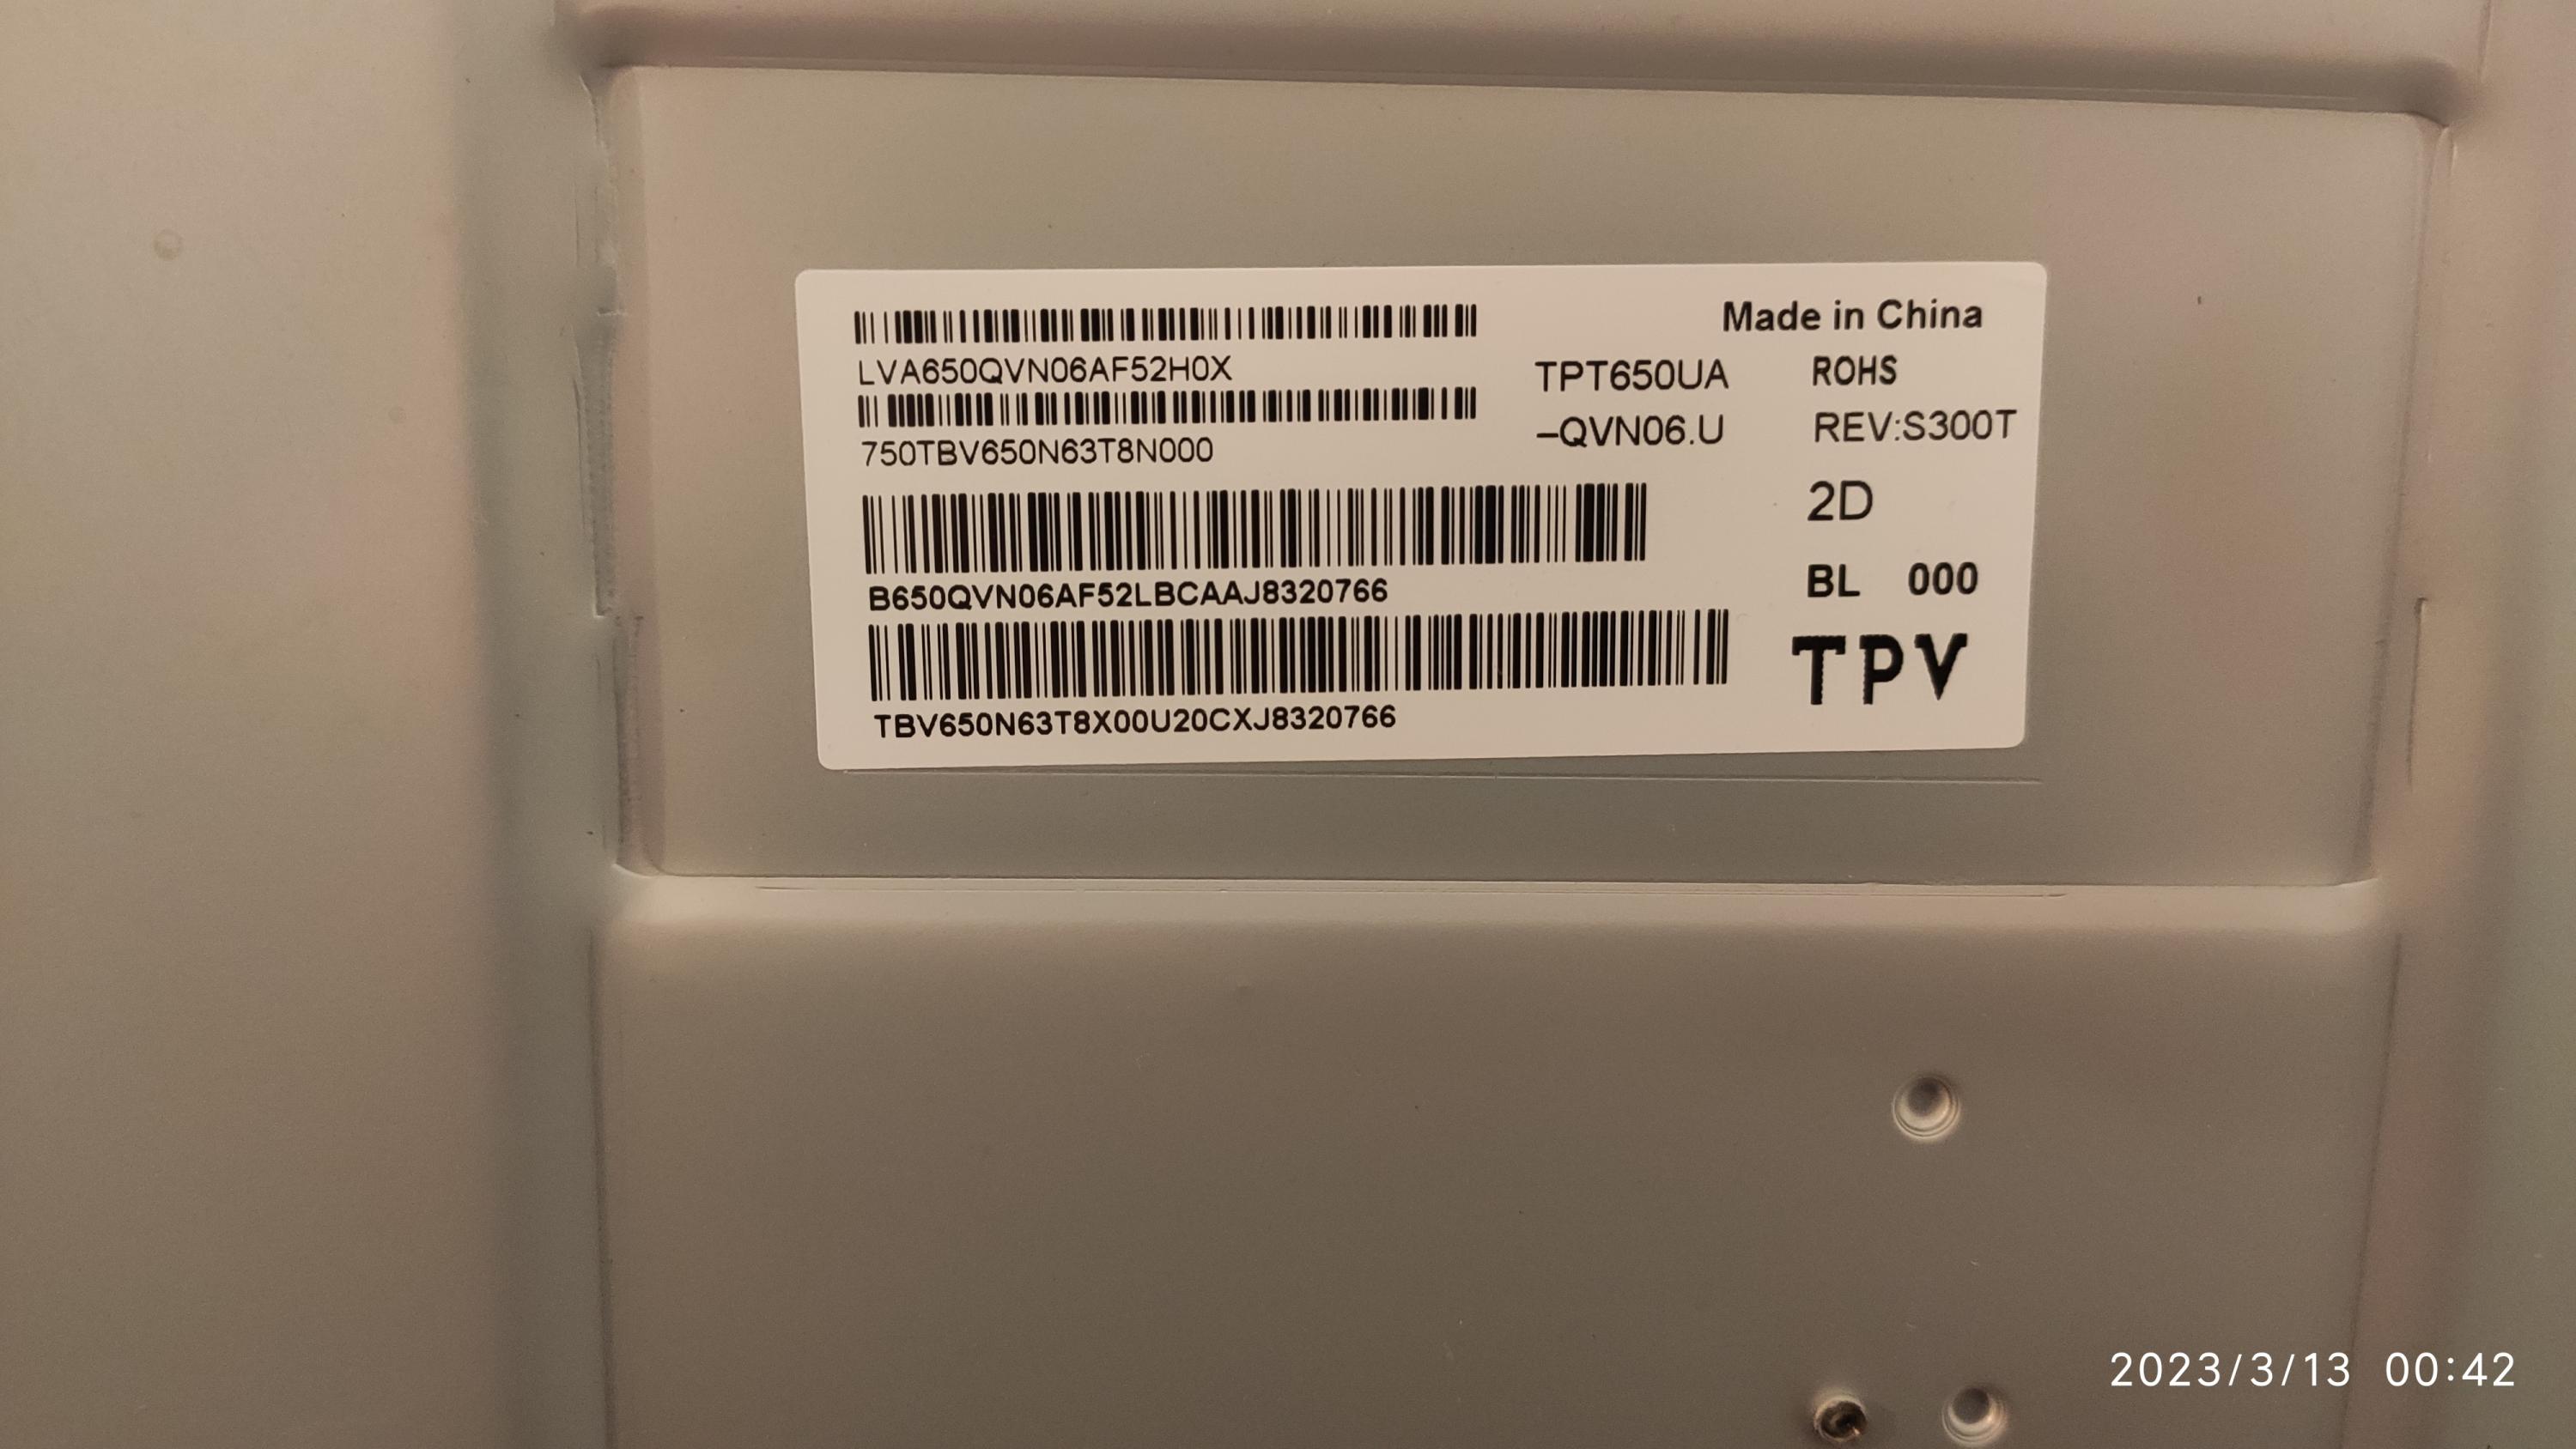 Made in China
LVA650QVN06AF52H0X
TPT650UA
ROHS
-QVN06.U
REV:S300T
750TBV650N63T8N000
2D
B650QVN06AF52LBCAAJ8320766
BL 000
TPV
TBV650N63T8X00U20CXJ8320766
2023/3/13 00:42